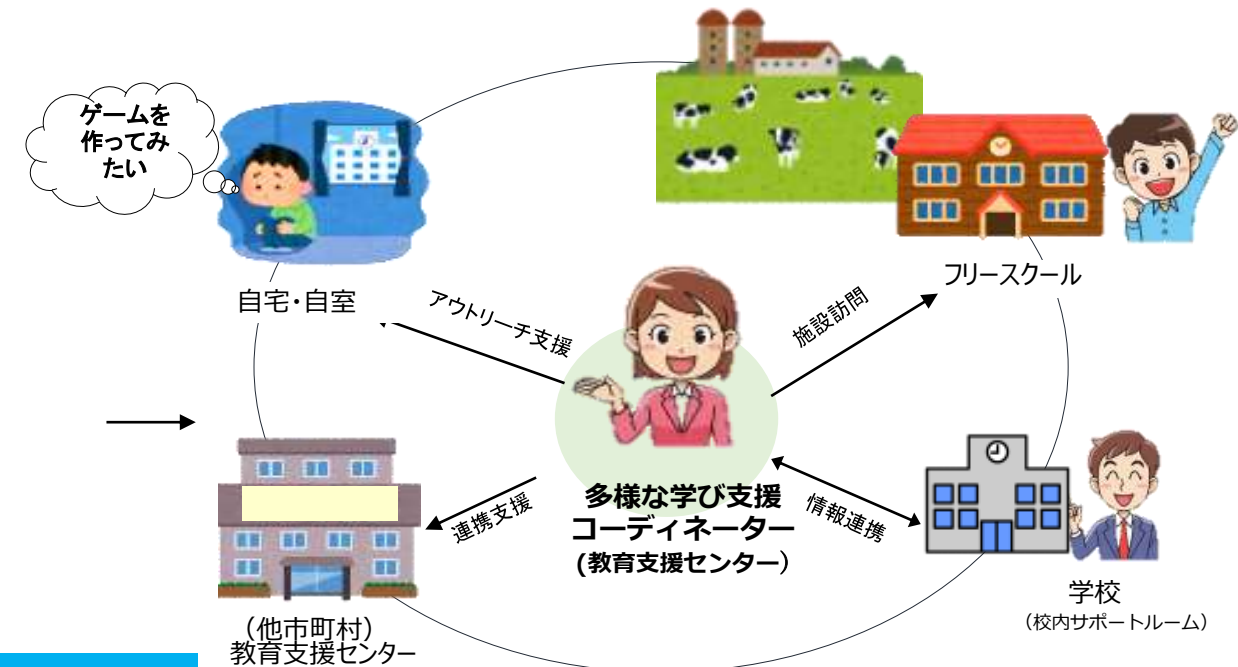 ゲームを
作ってみ
たい
自宅・自室
アウトリーチ支援
施設訪問
フリースクール
多様な学び支援
コーディネーター
(教育支援センター）
連携支援
情報連携
（他市町村）
教育支援センター
学校
（校内サポートルーム）